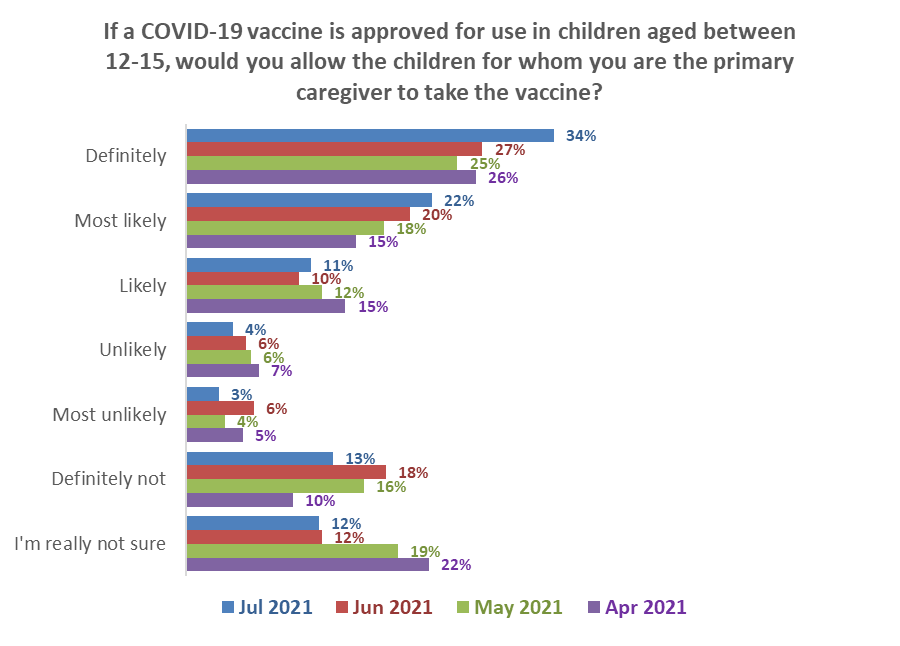 If a COVID-19 vaccine is approved for use in children aged between
12-15, would you allow the children for whom you are the primary
caregiver to take the vaccine?
Definitely
34%
27%
25%
26%
Most likely
22%
20%
18%
15%
Likely
11%
10%
12%
15%
Unlikely
4%
6%
6%
7%
Most unlikely
3%
6%
4%
5%
Definitely not
13%
18%
16%
10%
I'm really not sure
12%
12%
19%
22%
Jul 2021 Jun 2021 May 2021 Apr 2021